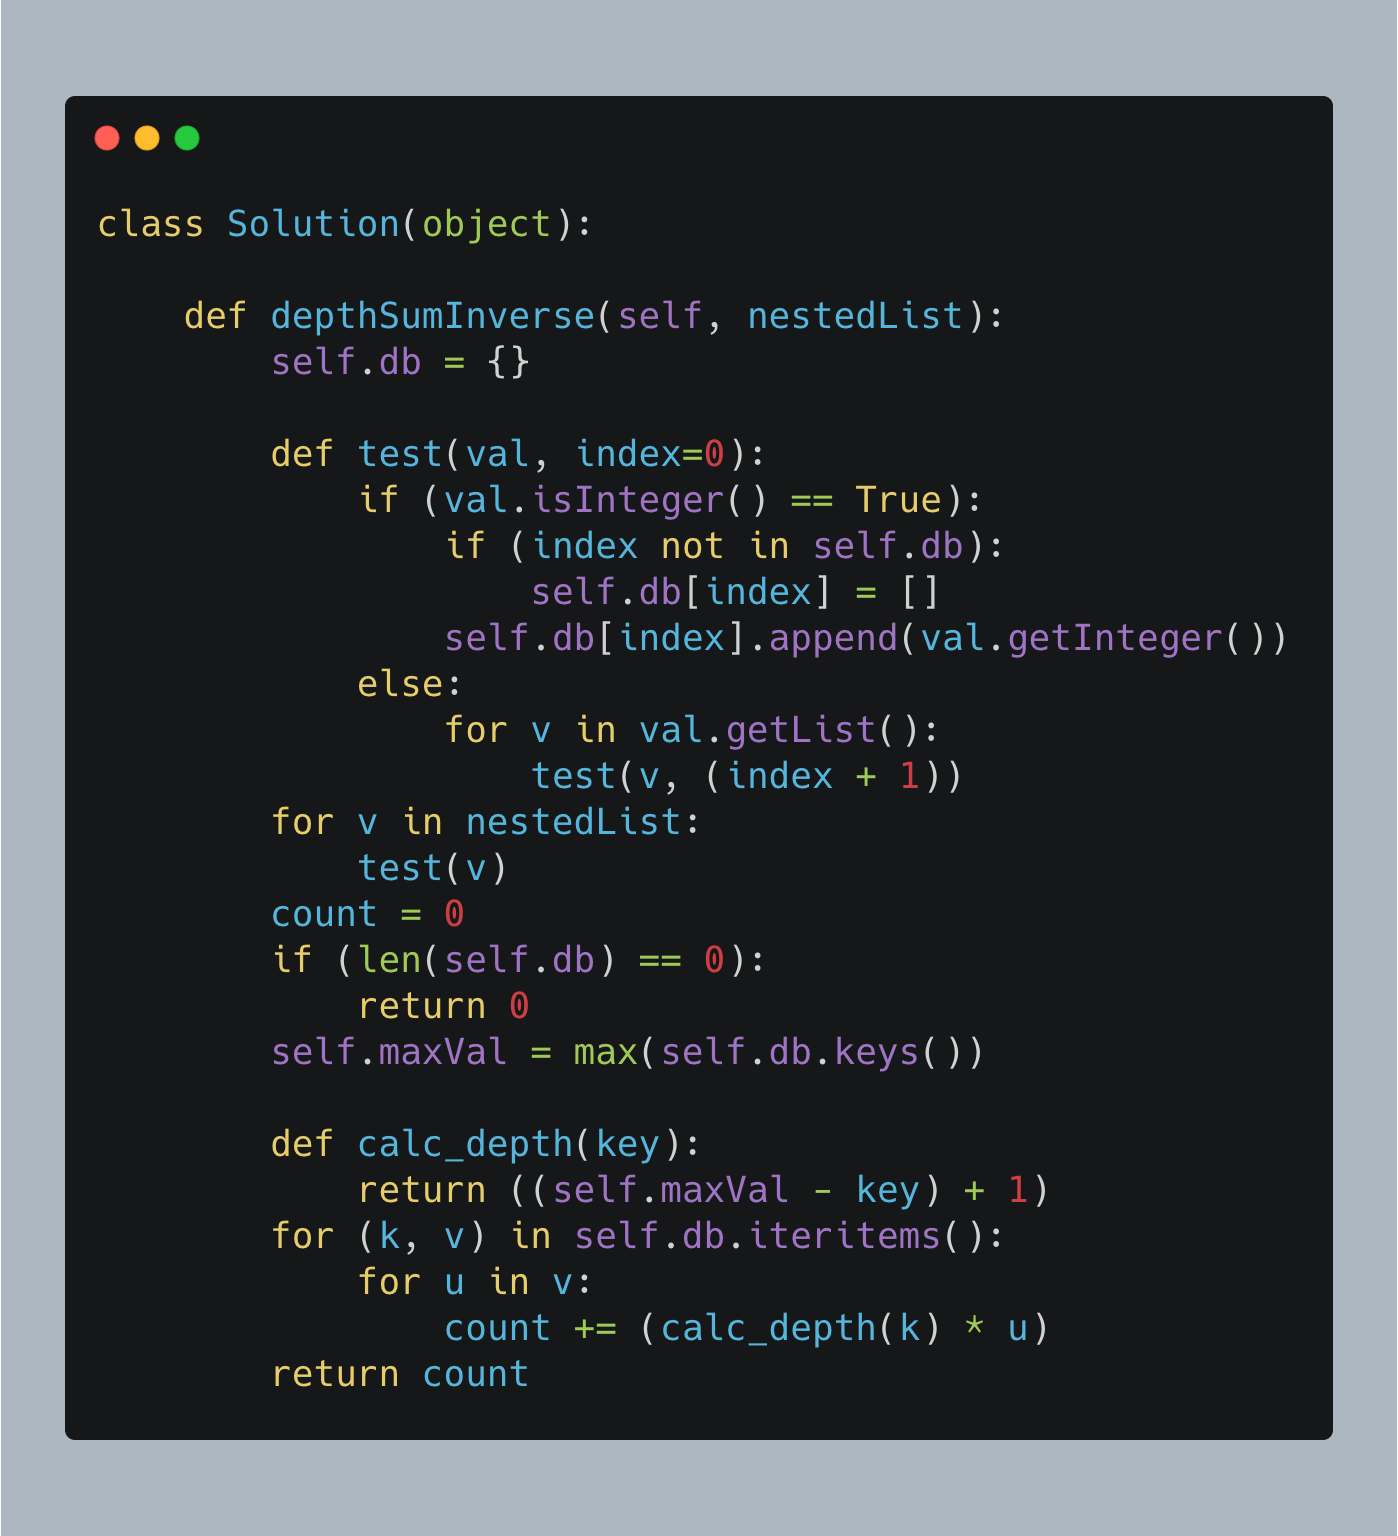 class Solution(object):

    def depthSumInverse(self, nestedList):
        self.db = {}

        def test(val, index=0):
            if (val.isInteger() == True):
                if (index not in self.db):
                    self.db[index] = []
                self.db[index].append(val.getInteger())
            else:
                for v in val.getList():
                    test(v, (index + 1))
        for v in nestedList:
            test(v)
        count = 0
        if (len(self.db) == 0):
            return 0
        self.maxVal = max(self.db.keys())

        def calc_depth(key):
            return ((self.maxVal - key) + 1)
        for (k, v) in self.db.iteritems():
            for u in v:
                count += (calc_depth(k) * u)
        return count